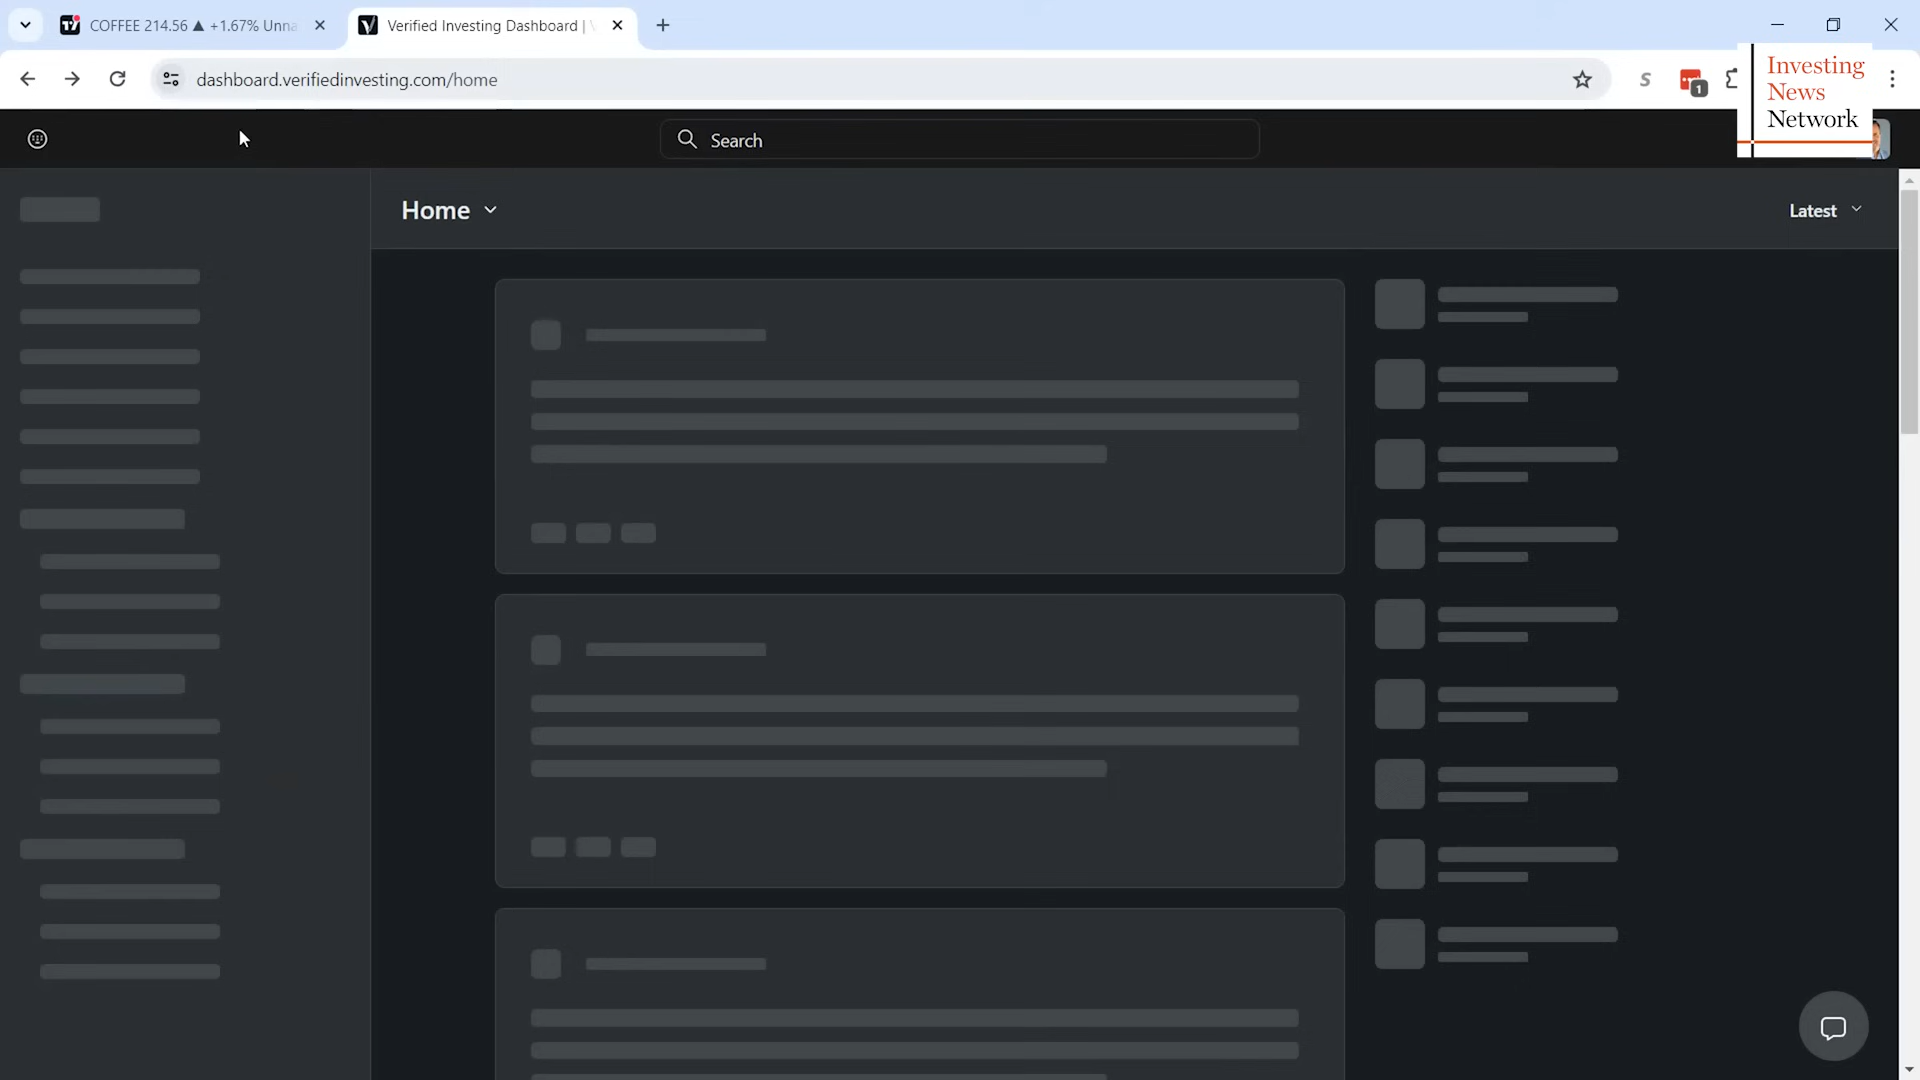 COFFEE 214.56 ▲ +1.67% Unna
Verified Investing Dashboard |
dashboard.verifiedinvesting.com/home
S
1
Investing
News
Network
Search
Home
Latest